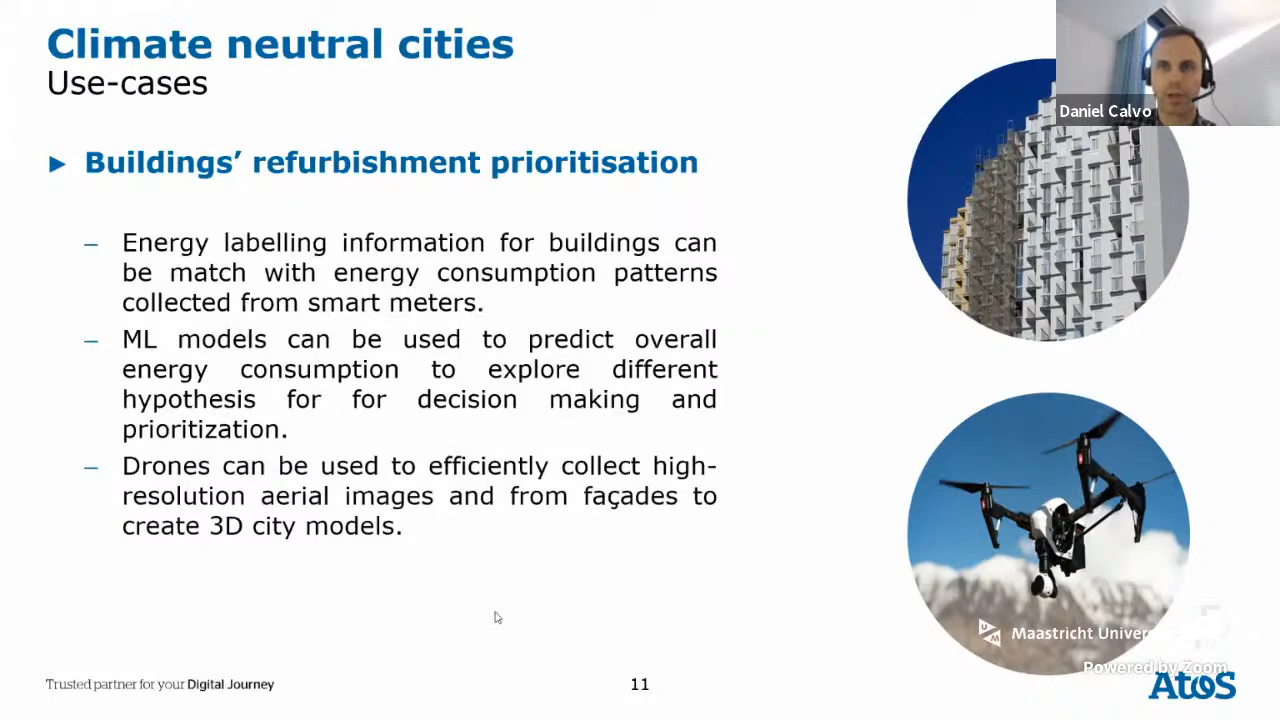 Climate neutral cities
Use-cases
Daniel Calvo
► Buildings’ refurbishment prioritisation
– Energy labelling information for buildings can
be match with energy consumption patterns
collected from smart meters.
– ML models can be used to predict overall
energy consumption to explore different
hypothesis for for decision making and
prioritization.
– Drones can be used to efficiently collect high-
resolution aerial images and from façades to
create 3D city models.
UM
Maastricht
Powered by Zoom
Trusted partner for your Digital Journey
11
Atos